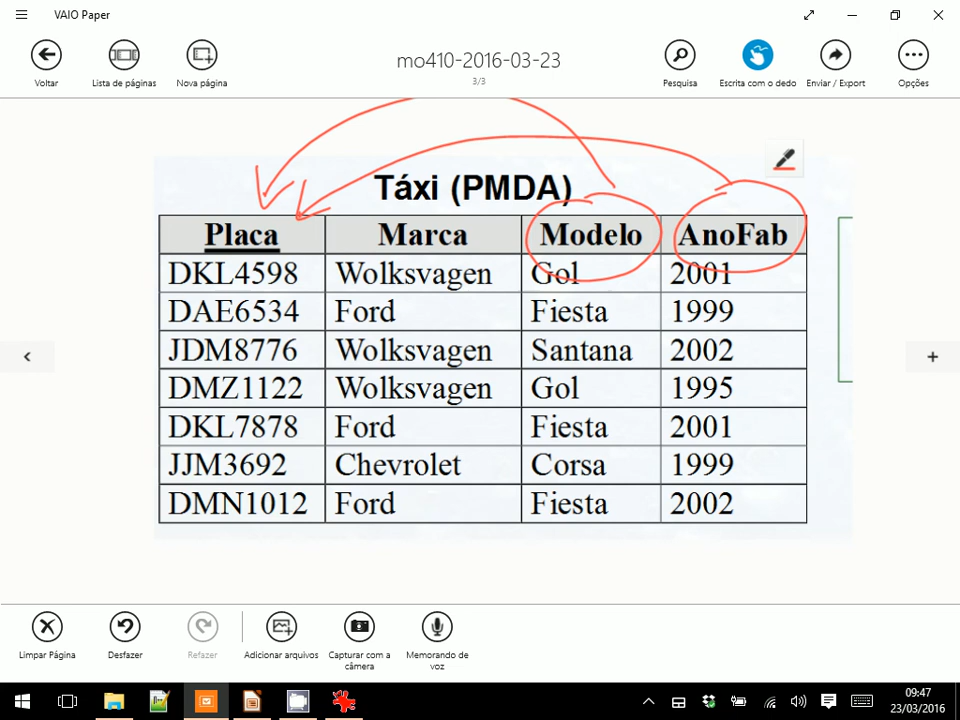 VAIO Paper
Voltar
Lista de páginas
Nova página
mo410-2016-03-23
3/3
Pesquisa
Escrita com o dedo
Enviar / Export
Opções
Táxi (PMDA)
Placa Marca Modelo AnoFab
DKL4598 Wolksvagen Gol 2001
DAE6534 Ford Fiesta 1999
JDM8776 Wolksvagen Santana 2002
DMZ1122 Wolksvagen Gol 1995
DKL7878 Ford Fiesta 2001
JJM3692 Chevrolet Corsa 1999
DMN1012 Ford Fiesta 2002
Limpar Página
Desfazer
Refazer
Adicionar arquivos
Capturar com a
câmera
Memorando de
voz
09:47
23/03/2016